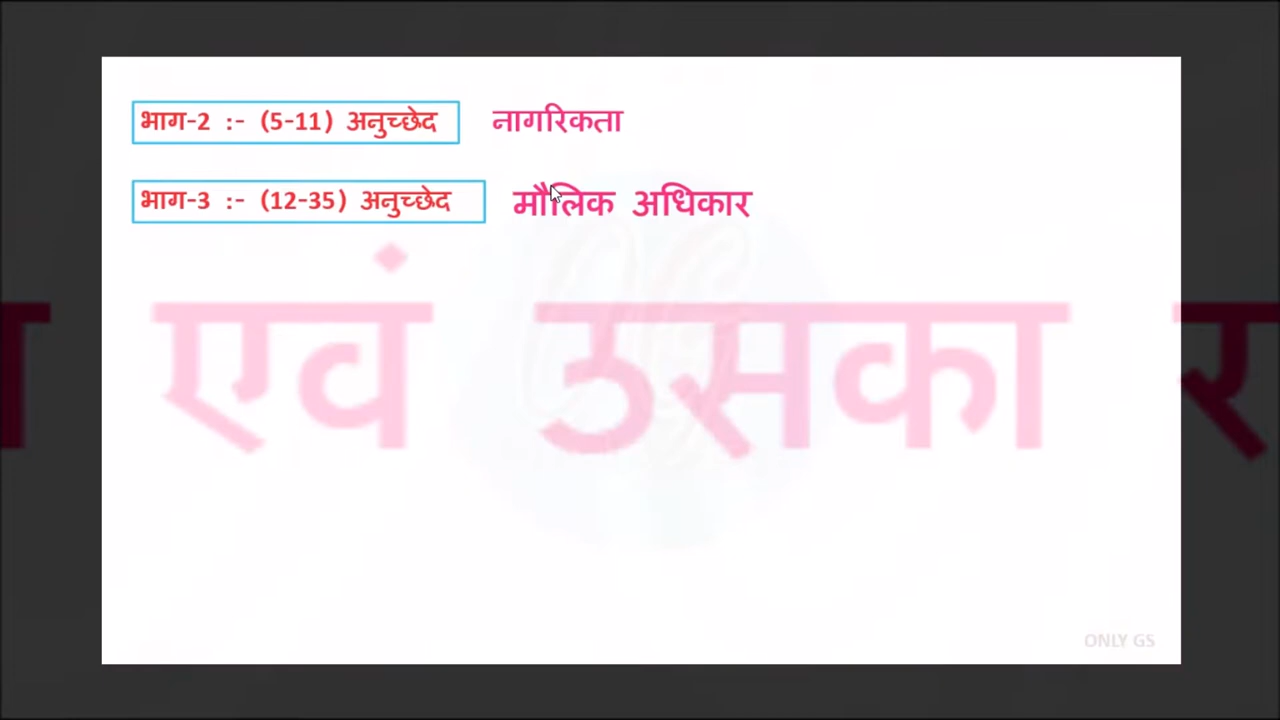 भाग-2 :- (5-11) अनुच्छेद नागरिकता
भाग-3 :- (12-35) अनुच्छेद मौलिक अधिकार
एवं उसका
ONLY GS